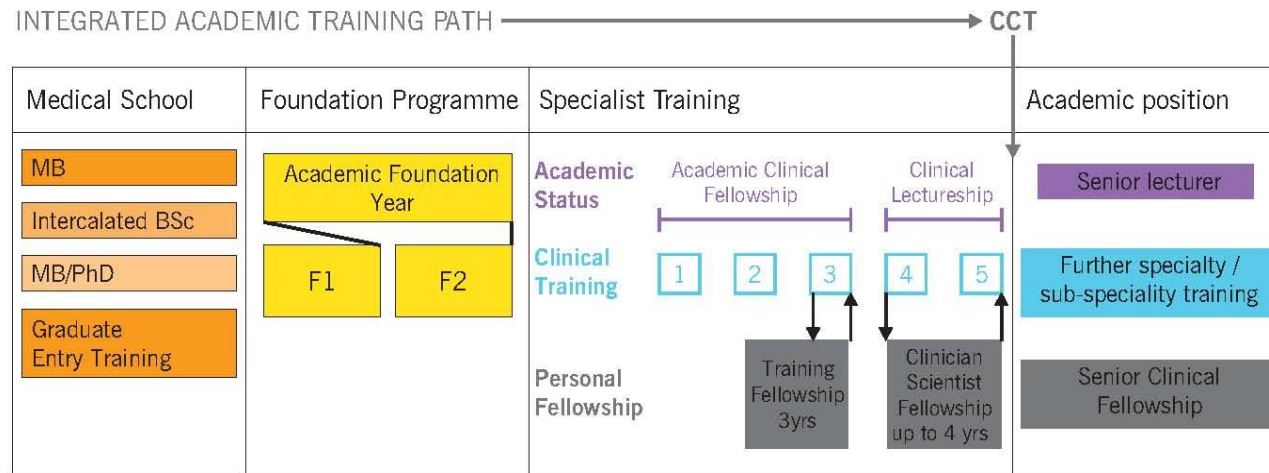 INTEGRATED ACADEMIC TRAINING PATH
CCT
Medical School
Foundation Programme
Specialist Training
Academic position
MB
Intercalated BSc
MB/PhD
Graduate
Entry Training
Academic Foundation
Year
F1
F2
Academic
Status
Academic Clinical
Fellowship
Clinical
Lectureship
Clinical
Training
1
2
3
4
5
Personal
Fellowship
Training
Fellowship
3yrs
Clinician
Scientist
Fellowship
up to 4 yrs
Senior lecturer
Further specialty /
sub-speciality training
Senior Clinical
Fellowship